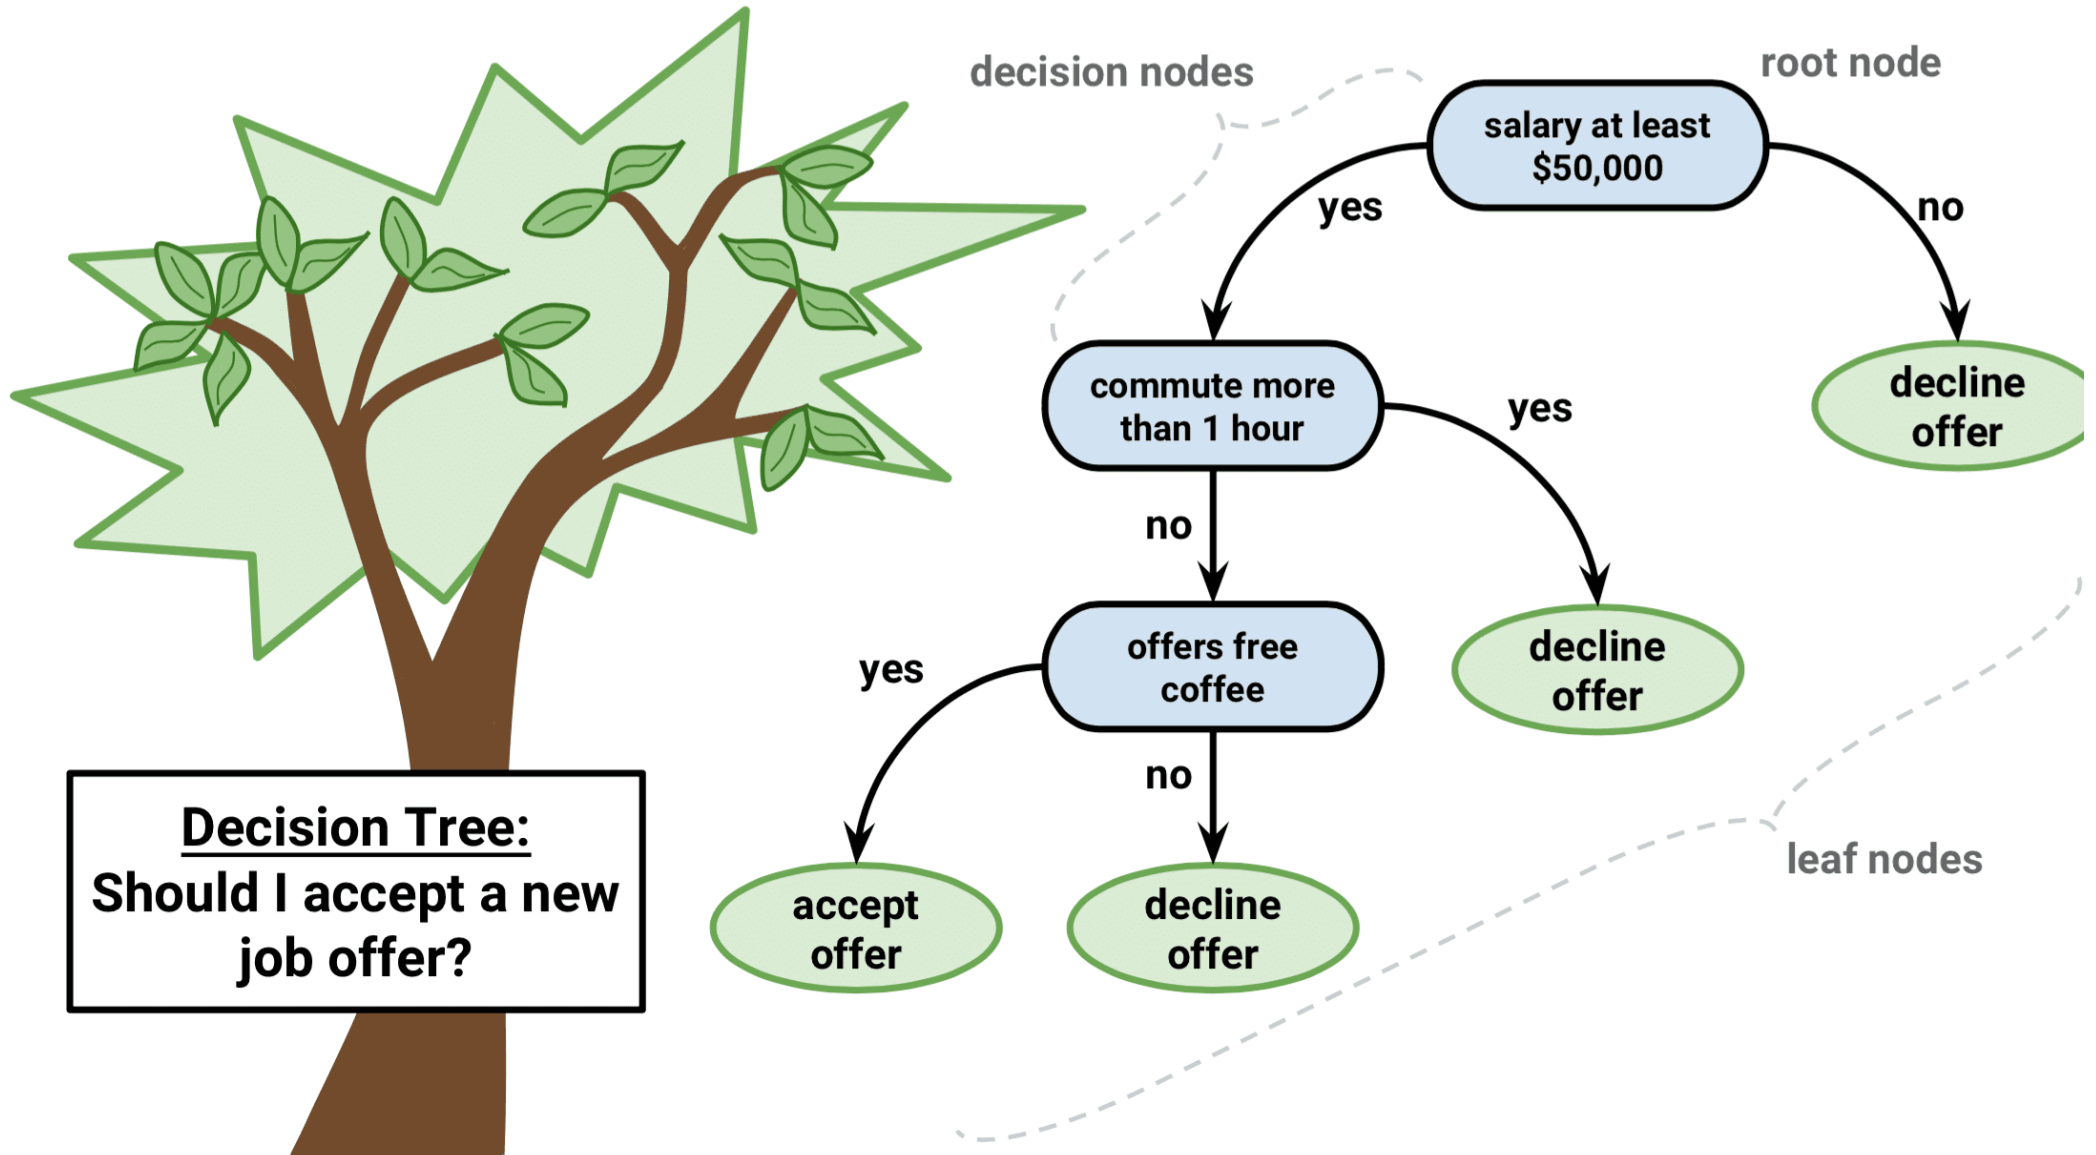 decision nodes
root node
salary at least
$50,000
yes
no
commute more
than 1 hour
decline
offer
yes
no
offers free
coffee
decline
offer
yes
no
accept
offer
decline
offer
leaf nodes
Decision Tree:
Should I accept a new
job offer?